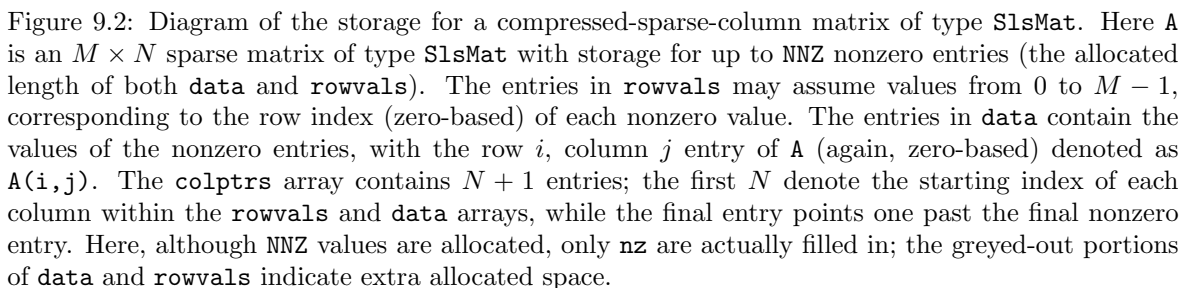 Figure 9.2: Diagram of the storage for a compressed-sparse-column matrix of type SlsMat. Here A
is an M × N sparse matrix of type SlsMat with storage for up to NNZ nonzero entries (the allocated
length of both data and rowvals). The entries in rowvals may assume values from 0 to M − 1,
corresponding to the row index (zero-based) of each nonzero value. The entries in data contain the
values of the nonzero entries, with the row i, column j entry of A (again, zero-based) denoted as
A(i,j). The colptrs array contains N + 1 entries; the first N denote the starting index of each
column within the rowvals and data arrays, while the final entry points one past the final nonzero
entry. Here, although NNZ values are allocated, only nz are actually filled in; the greyed-out portions
of data and rowvals indicate extra allocated space.